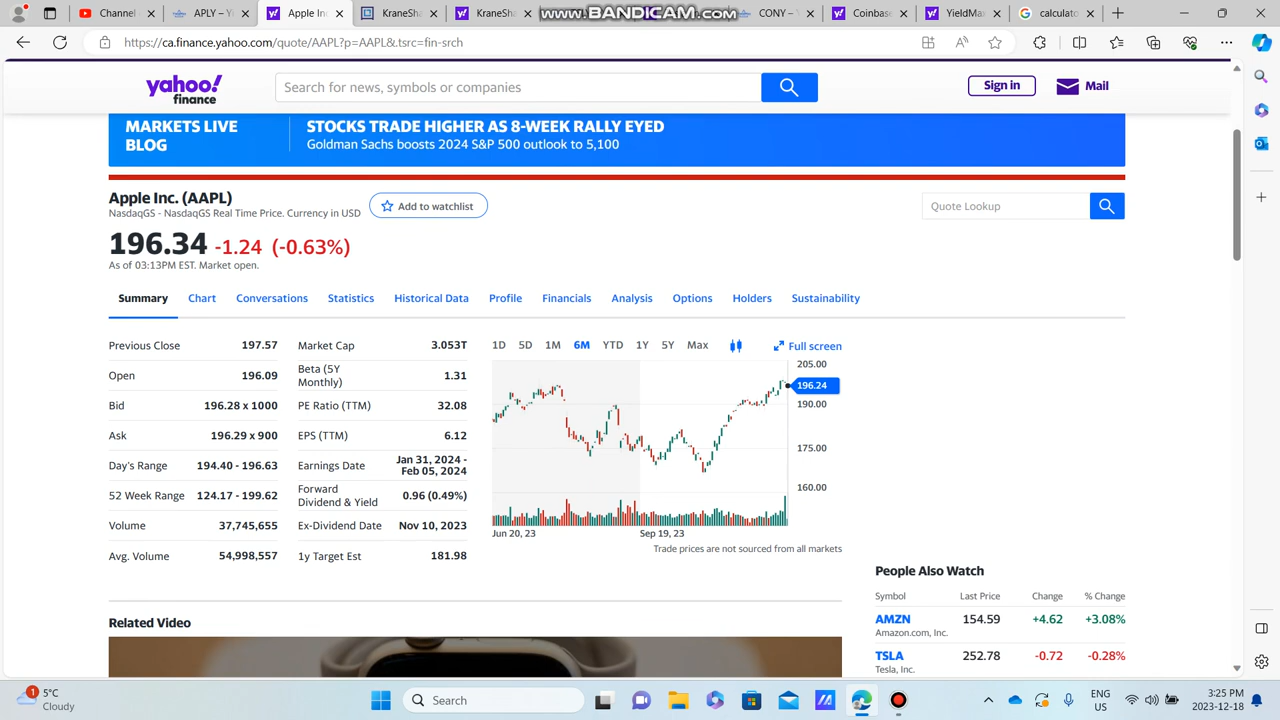 Apple In
KraneSha
KraneSh
www.BANDICAM.com
CONY -
Coinbas
YieldMax
calculat
https://ca.finance.yahoo.com/quote/AAPL?p=AAPL&.tsrc=fin-srch
yahoo!
finance
Search for news, symbols or companies
Sign in
Mail
MARKETS LIVE
BLOG
STOCKS TRADE HIGHER AS 8-WEEK RALLY EYED
Goldman Sachs boosts 2024 S&P 500 outlook to 5,100
Apple Inc. (AAPL)
NasdaqGS - NasdaqGS Real Time Price. Currency in USD
Add to watchlist
Quote Lookup
196.34 -1.24 (-0.63%)
As of 03:13PM EST. Market open.
Summary Chart Conversations Statistics Historical Data Profile Financials Analysis Options Holders Sustainability
Previous Close 197.57
Open 196.09
Bid 196.28 x 1000
Ask 196.29 x 900
Day's Range 194.40 - 196.63
52 Week Range 124.17 - 199.62
Volume 37,745,655
Avg. Volume 54,998,557
Market Cap 3.053T
Beta (5Y
Monthly) 1.31
PE Ratio (TTM) 32.08
EPS (TTM) 6.12
Earnings Date Jan 31, 2024 -
Feb 05, 2024
Forward
Dividend & Yield 0.96 (0.49%)
Ex-Dividend Date Nov 10, 2023
1y Target Est 181.98
1D 5D 1M 6M YTD 1Y 5Y Max
Full screen
205.00
196.24
190.00
175.00
160.00
Jun 20, 23 Sep 19, 23
Trade prices are not sourced from all markets
People Also Watch
Symbol Last Price Change % Change
AMZN 154.59 +4.62 +3.08%
Amazon.com, Inc.
TSLA 252.78 -0.72 -0.28%
Tesla, Inc.
Related Video
1
5°C
Cloudy
Search
ENG
US
3:25 PM
2023-12-18